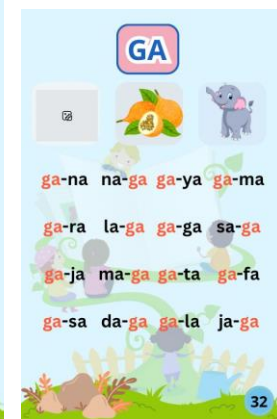 GA
ga-na na-ga ga-ya ga-ma
ga-ra la-ga ga-ga sa-ga
ga-ja ma-ga ga-ta ga-fa
ga-sa da-ga ga-la ja-ga
32